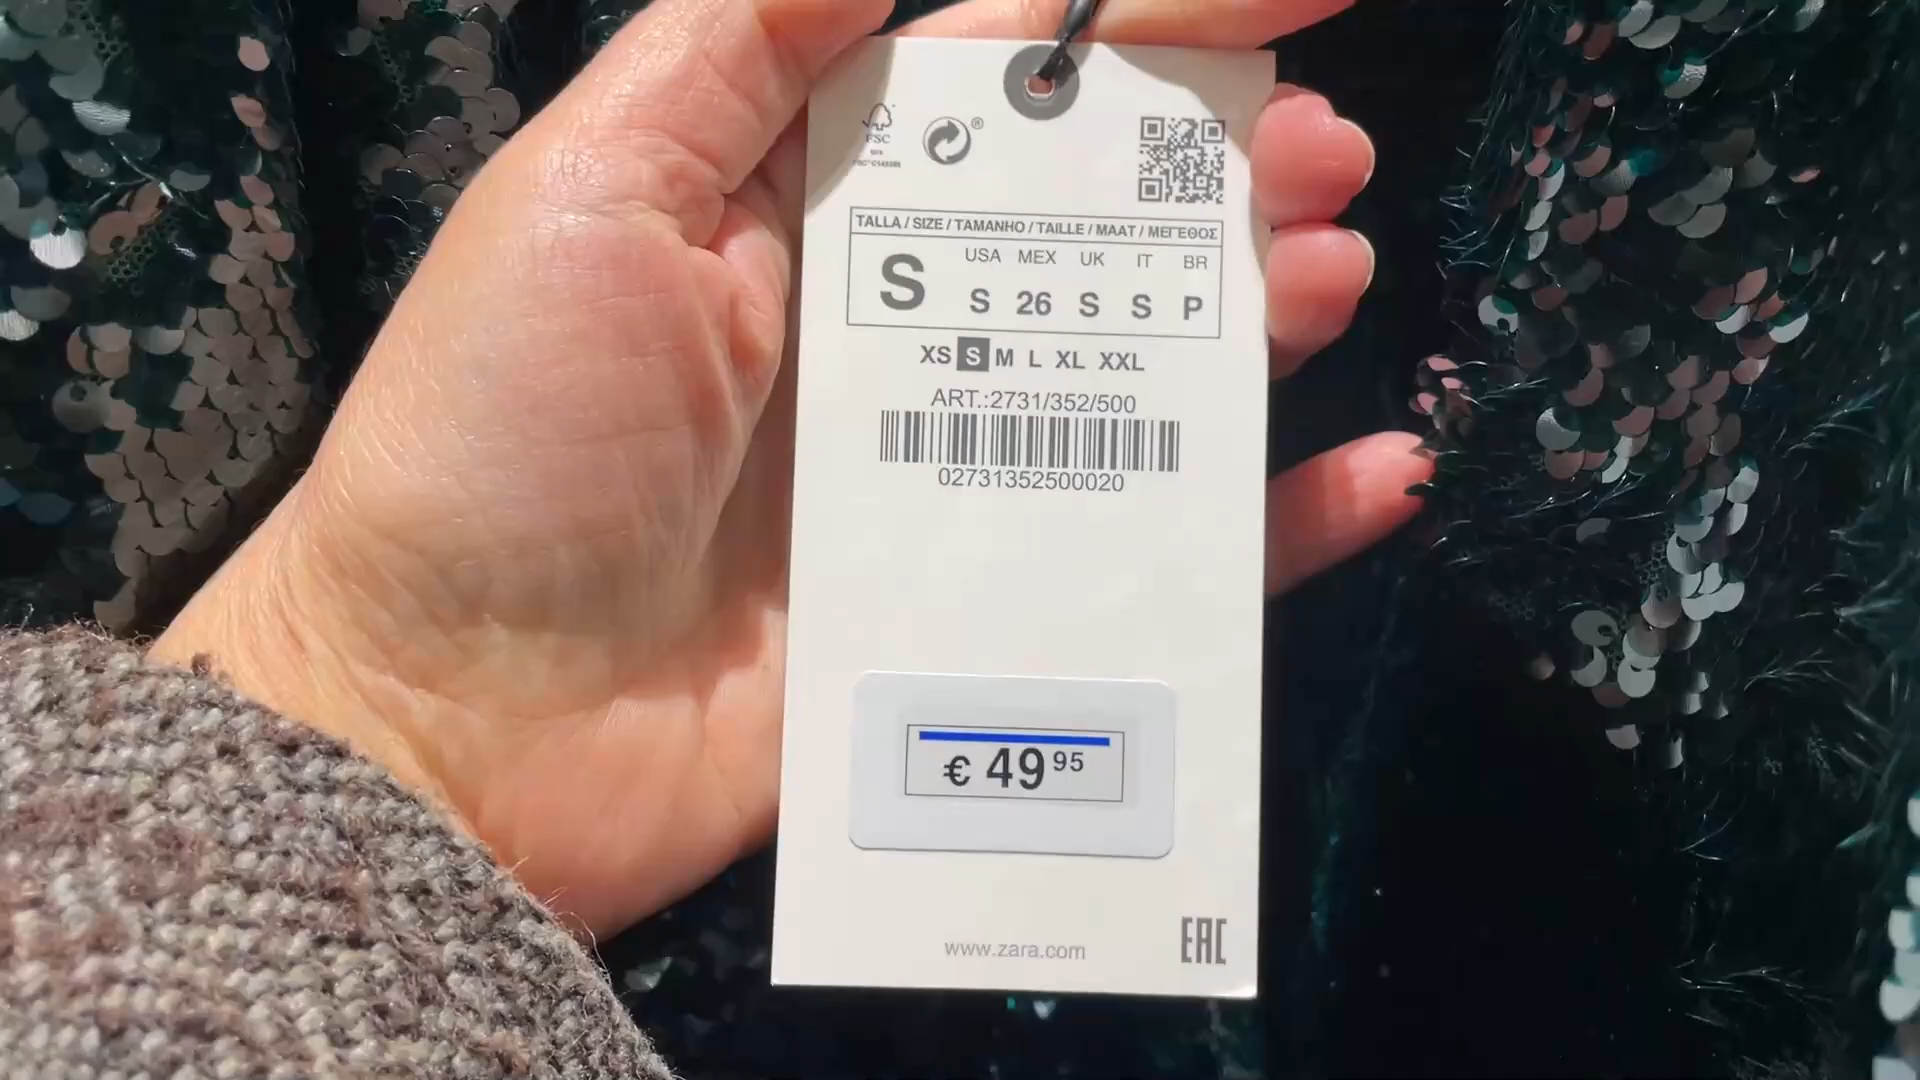 FSC
®
TALLA / SIZE / TAMANHO / TAILLE / MAAT / ΜΕΓΕΘΟΣ
USA MEX UK IT BR
S S 26 S S P
XS S M L XL XXL
ART.:2731/352/500
02731352500020
€ 49 95
www.zara.com
EAC